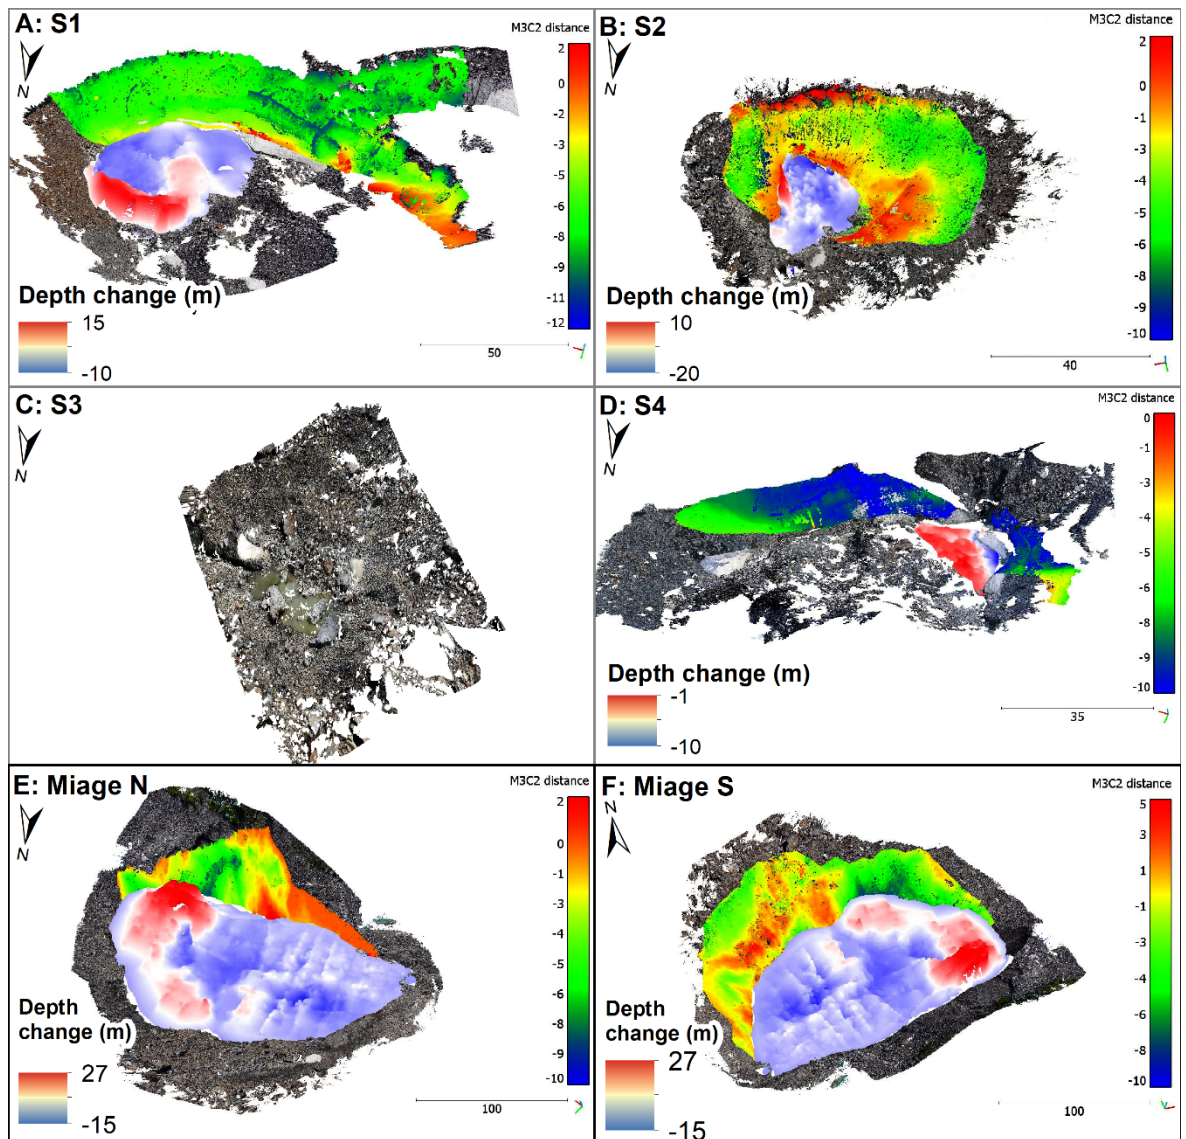 A: S1
M3C2 distance
N
2
0
-2
-3
-5
-6
-8
-9
-11
-12
Depth change (m)
15
-10
50
B: S2
M3C2 distance
N
2
0
-1
-2
-3
-4
-6
-8
-9
-10
Depth change (m)
10
-20
40
C: S3
N
D: S4
M3C2 distance
N
0
-1
-3
-4
-5
-6
-8
-9
-10
Depth change (m)
-1
-10
35
E: Miage N
M3C2 distance
N
2
0
-1
-3
-4
-6
-8
-9
-10
Depth
change (m)
27
-15
100
F: Miage S
M3C2 distance
N
5
3
1
-1
-3
-4
-6
-8
-10
Depth
change (m)
27
-15
100